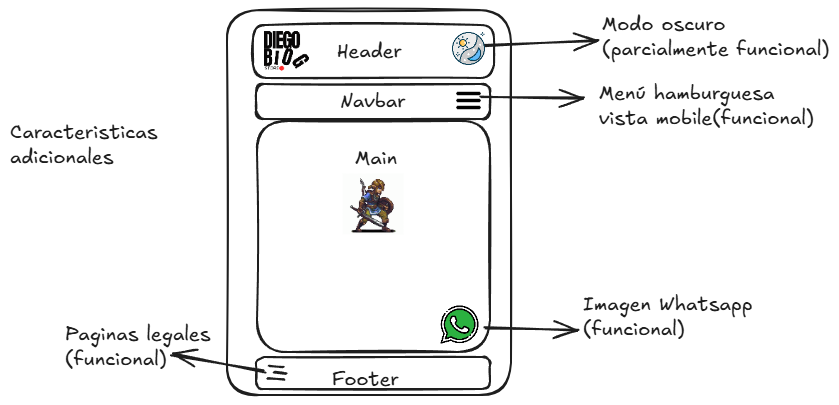 Modo oscuro
(parcialmente funcional)
DIEGO
BLOG
Header
Menú hamburguesa
vista mobile(funcional)
Navbar
Caracteristicas
adicionales
Main
Imagen Whatsapp
(funcional)
Paginas legales
(funcional)
Footer